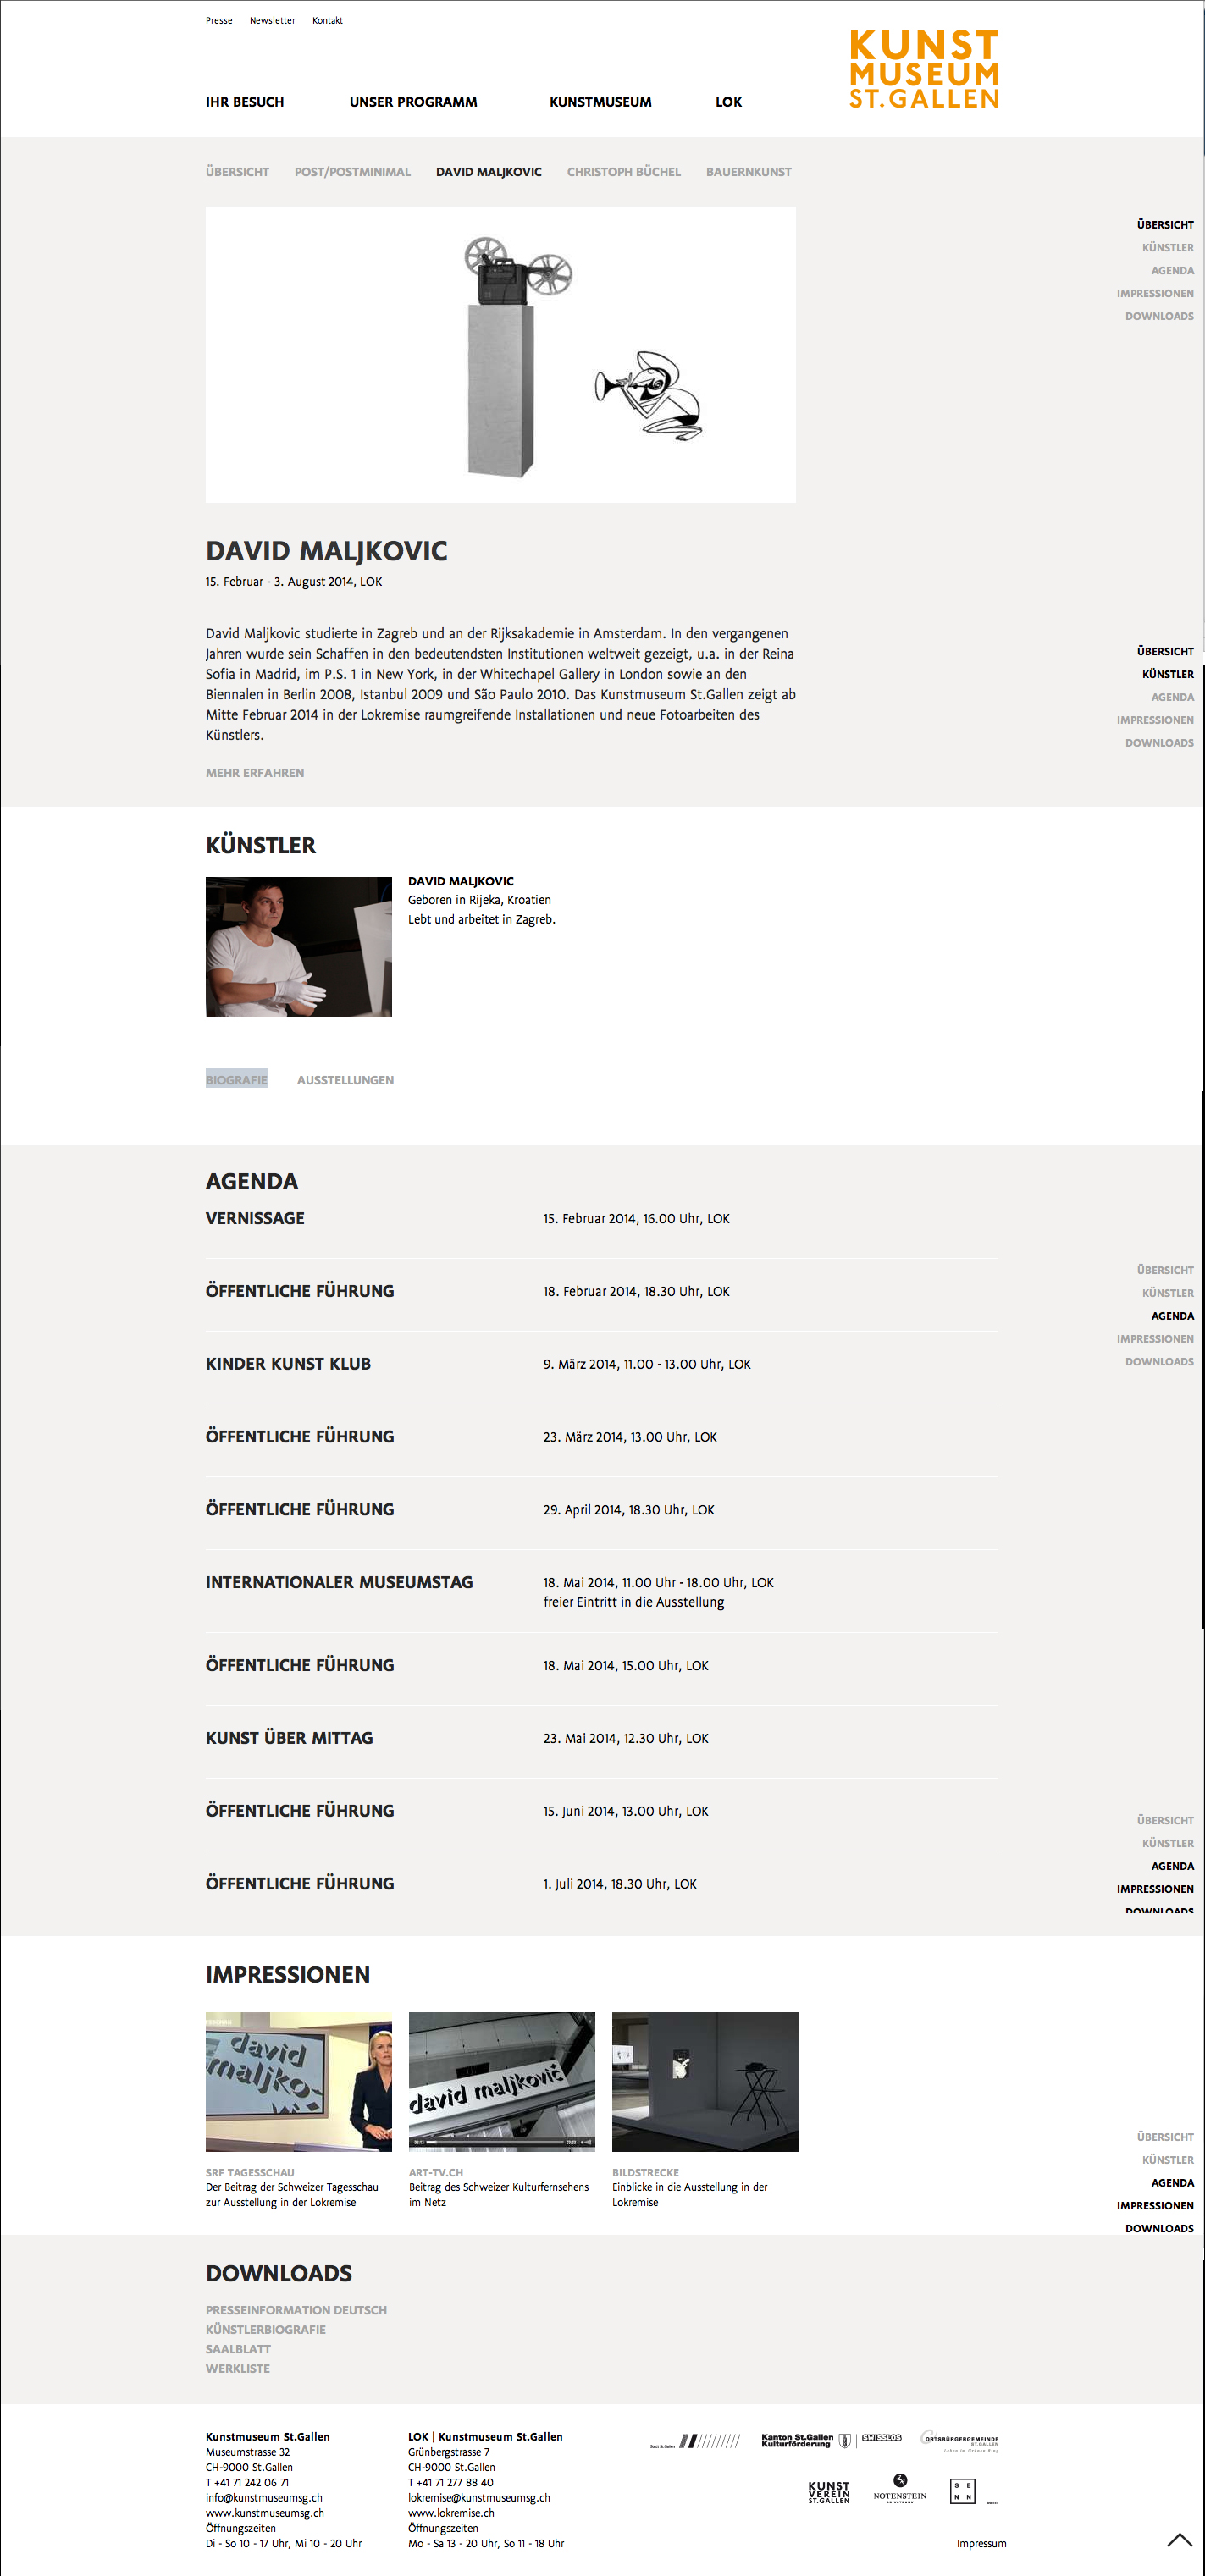 Presse Newsletter Kontakt
KUNST
MUSEUM
ST.GALLEN
IHR BESUCH UNSER PROGRAMM KUNSTMUSEUM LOK
ÜBERSICHT POST/POSTMINIMAL DAVID MALJKOVIC CHRISTOPH BÜCHEL BAUERNKUNST
ÜBERSICHT
KÜNSTLER
AGENDA
IMPRESSIONEN
DOWNLOADS
DAVID MALJKOVIC
15. Februar - 3. August 2014, LOK
David Maljkovic studierte in Zagreb und an der Rijksakademie in Amsterdam. In den vergangenen
Jahren wurde sein Schaffen in den bedeutendsten Institutionen weltweit gezeigt, u.a. in der Reina
Sofia in Madrid, im P.S. 1 in New York, in der Whitechapel Gallery in London sowie an den
Biennalen in Berlin 2008, Istanbul 2009 und São Paulo 2010. Das Kunstmuseum St.Gallen zeigt ab
Mitte Februar 2014 in der Lokremise raumgreifende Installationen und neue Fotoarbeiten des
Künstlers.
MEHR ERFAHREN
ÜBERSICHT
KÜNSTLER
AGENDA
IMPRESSIONEN
DOWNLOADS
KÜNSTLER
DAVID MALJKOVIC
Geboren in Rijeka, Kroatien
Lebt und arbeitet in Zagreb.
BIOGRAFIE AUSSTELLUNGEN
AGENDA
VERNISSAGE 15. Februar 2014, 16.00 Uhr, LOK
ÖFFENTLICHE FÜHRUNG 18. Februar 2014, 18.30 Uhr, LOK
KINDER KUNST KLUB 9. März 2014, 11.00 - 13.00 Uhr, LOK
ÖFFENTLICHE FÜHRUNG 23. März 2014, 13.00 Uhr, LOK
ÖFFENTLICHE FÜHRUNG 29. April 2014, 18.30 Uhr, LOK
INTERNATIONALER MUSEUMSTAG 18. Mai 2014, 11.00 Uhr - 18.00 Uhr, LOK
freier Eintritt in die Ausstellung
ÖFFENTLICHE FÜHRUNG 18. Mai 2014, 15.00 Uhr, LOK
KUNST ÜBER MITTAG 23. Mai 2014, 12.30 Uhr, LOK
ÖFFENTLICHE FÜHRUNG 15. Juni 2014, 13.00 Uhr, LOK
ÖFFENTLICHE FÜHRUNG 1. Juli 2014, 18.30 Uhr, LOK
ÜBERSICHT
KÜNSTLER
AGENDA
IMPRESSIONEN
DOWNLOADS
ÜBERSICHT
KÜNSTLER
AGENDA
IMPRESSIONEN
DOWNLOADS
IMPRESSIONEN
david
maljko
david maljković
SRF TAGESSCHAU
Der Beitrag der Schweizer Tagesschau
zur Ausstellung in der Lokremise
ART-TV.CH
Beitrag des Schweizer Kulturfernsehens
im Netz
BILDSTRECKE
Einblicke in die Ausstellung in der
Lokremise
ÜBERSICHT
KÜNSTLER
AGENDA
IMPRESSIONEN
DOWNLOADS
DOWNLOADS
PRESSEINFORMATION DEUTSCH
KÜNSTLERBIOGRAFIE
SAALBLATT
WERKLISTE
Kunstmuseum St.Gallen
Museumstrasse 32
CH-9000 St.Gallen
T +41 71 242 06 71
info@kunstmuseumsg.ch
www.kunstmuseumsg.ch
Öffnungszeiten
Di - So 10 - 17 Uhr, Mi 10 - 20 Uhr
LOK | Kunstmuseum St.Gallen
Grünbergstrasse 7
CH-9000 St.Gallen
T +41 71 277 88 40
lokremise@kunstmuseumsg.ch
www.lokremise.ch
Öffnungszeiten
Mo - Sa 13 - 20 Uhr, So 11 - 18 Uhr
Stadt St.Gallen
Kanton St.Gallen
Kulturförderung
SWISSLOS
ORTSBÜRGERGEMEINDE
ST.GALLEN
Leben im Grünen Ring
KUNST
VEREIN
ST.GALLEN
NOTENSTEIN
PRIVATBANK
SE
NN
Impressum